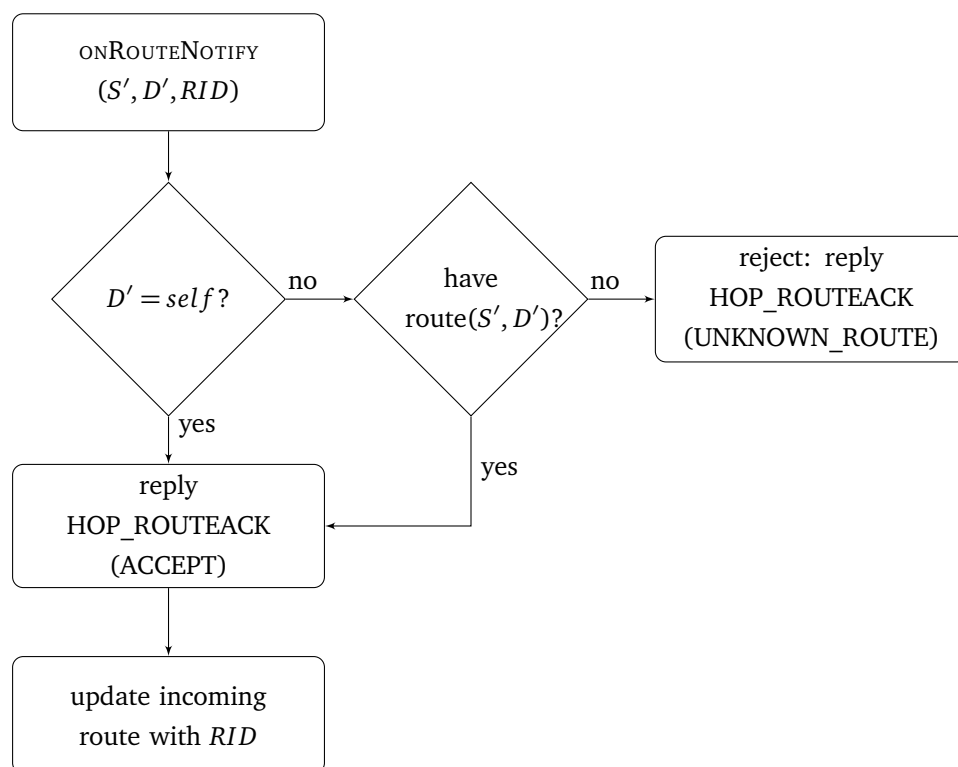 ONROUTENOTIFY
(S′, D′, RID)
D′ = self?
no
have
route(S′, D′)?
no
reject: reply
HOP_ROUTEACK
(UNKNOWN_ROUTE)
yes
yes
reply
HOP_ROUTEACK
(ACCEPT)
update incoming
route with RID